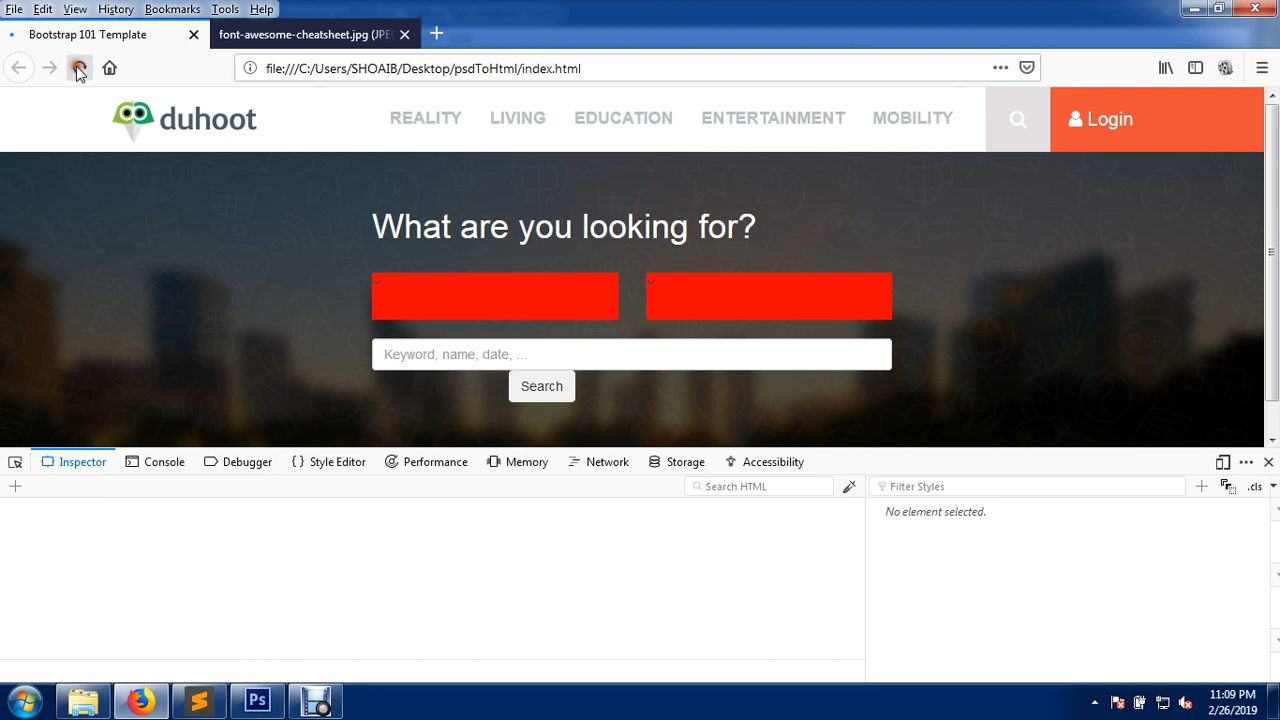 File Edit View History Bookmarks Tools Help
Bootstrap 101 Template
font-awesome-cheatsheet.jpg (JPE
file:///C:/Users/SHOAIB/Desktop/psdToHtml/index.html
duhoot REALITY LIVING EDUCATION ENTERTAINMENT MOBILITY Login
What are you looking for?
Keyword, name, date, ...
Search
Inspector Console Debugger {} Style Editor Performance Memory Network Storage Accessibility
Search HTML
Filter Styles
.cls
No element selected.
Ps
11:09 PM
2/26/2019